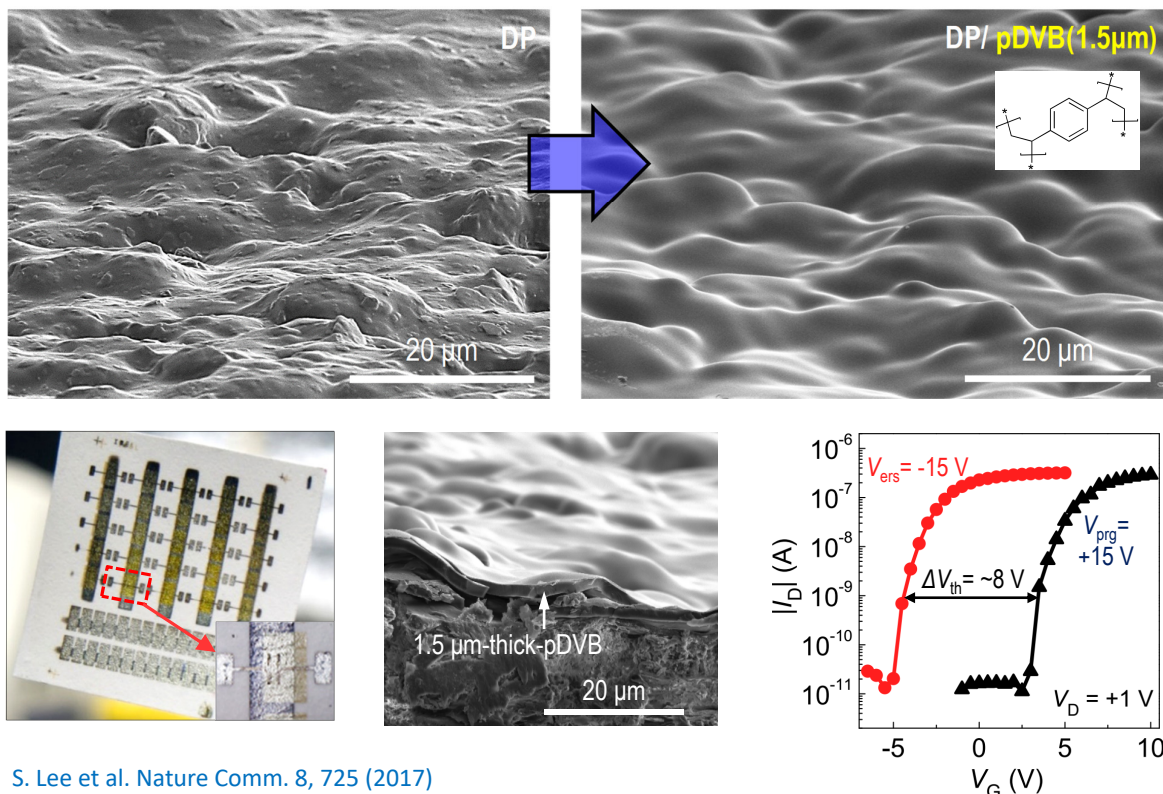 DP
20 µm
DP/ pDVB(1.5µm)
*
*
*
*
20 µm
1.5 µm-thick-pDVB
20 µm
10⁻⁶
10⁻⁷
10⁻⁸
10⁻⁹
10⁻¹⁰
10⁻¹¹
|I_D| (A)
V_ers= -15 V
V_prg=
+15 V
ΔV_th= ~8 V
V_D = +1 V
-5 0 5 10
V_G (V)
S. Lee et al. Nature Comm. 8, 725 (2017)